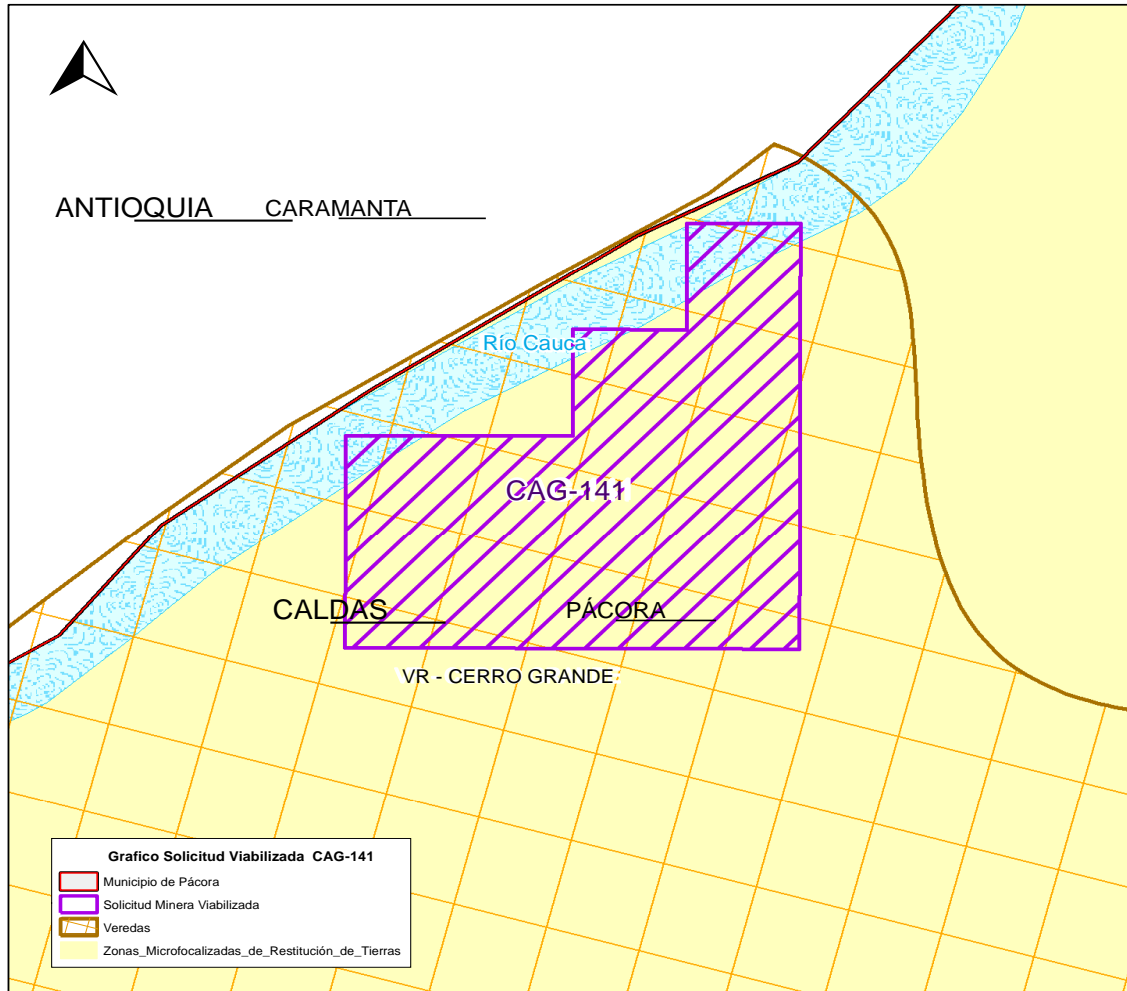 ANTIOQUIA
CARAMANTA
Río Cauca
CAG-141
CALDAS
PÁCORA
VR - CERRO GRANDE
Grafico Solicitud Viabilizada CAG-141
Municipio de Pácora
Solicitud Minera Viabilizada
Veredas
Zonas_Microfocalizadas_de_Restitución_de_Tierras